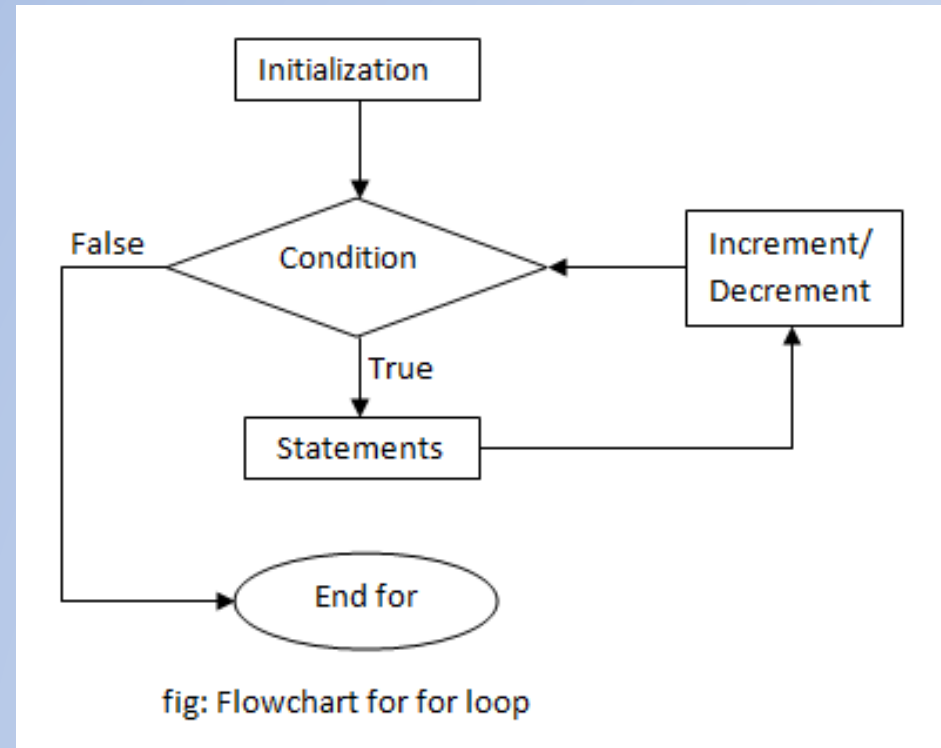 Initialization
False
Condition
Increment/
Decrement
True
Statements
End for
fig: Flowchart for for loop